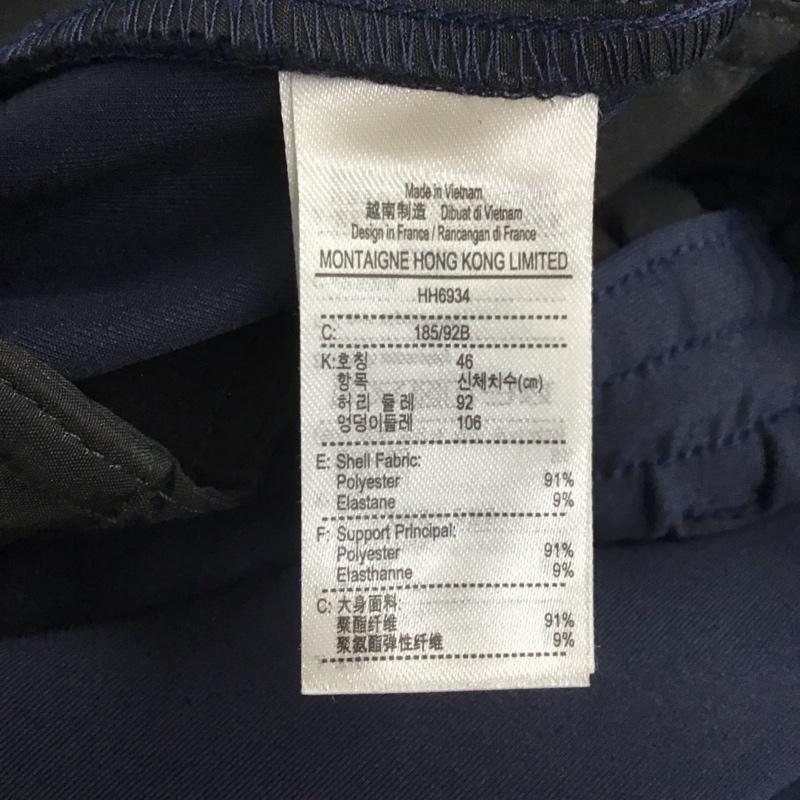 Made in Vietnam
越南制造 Dibuat di Vietnam
Design in France / Rancangan di France
MONTAIGNE HONG KONG LIMITED
HH6934
C: 185/92B
K:호칭 46
항목 신체치수(cm)
허리 둘레 92
엉덩이둘레 106
E: Shell Fabric:
Polyester 91%
Elastane 9%
F: Support Principal:
Polyester 91%
Elasthanne 9%
C: 大身面料:
聚酯纤维 91%
聚氨酯弹性纤维 9%